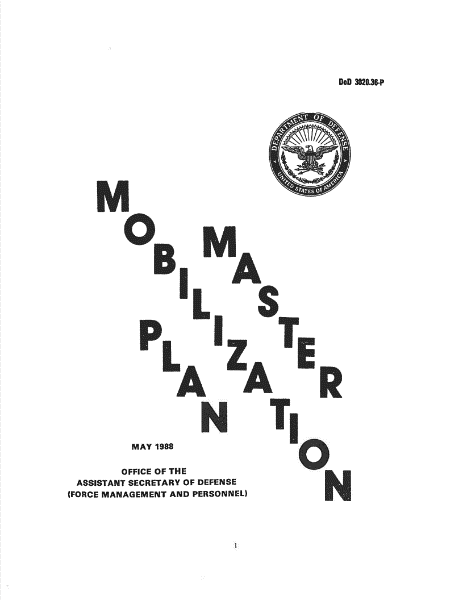 DoD 3020.36-P
DEPARTMENT OF DEFENSE
UNITED STATES OF AMERICA
MASTER
MOBILIZATION
PLAN
MAY 1988
OFFICE OF THE
ASSISTANT SECRETARY OF DEFENSE
(FORCE MANAGEMENT AND PERSONNEL)
1